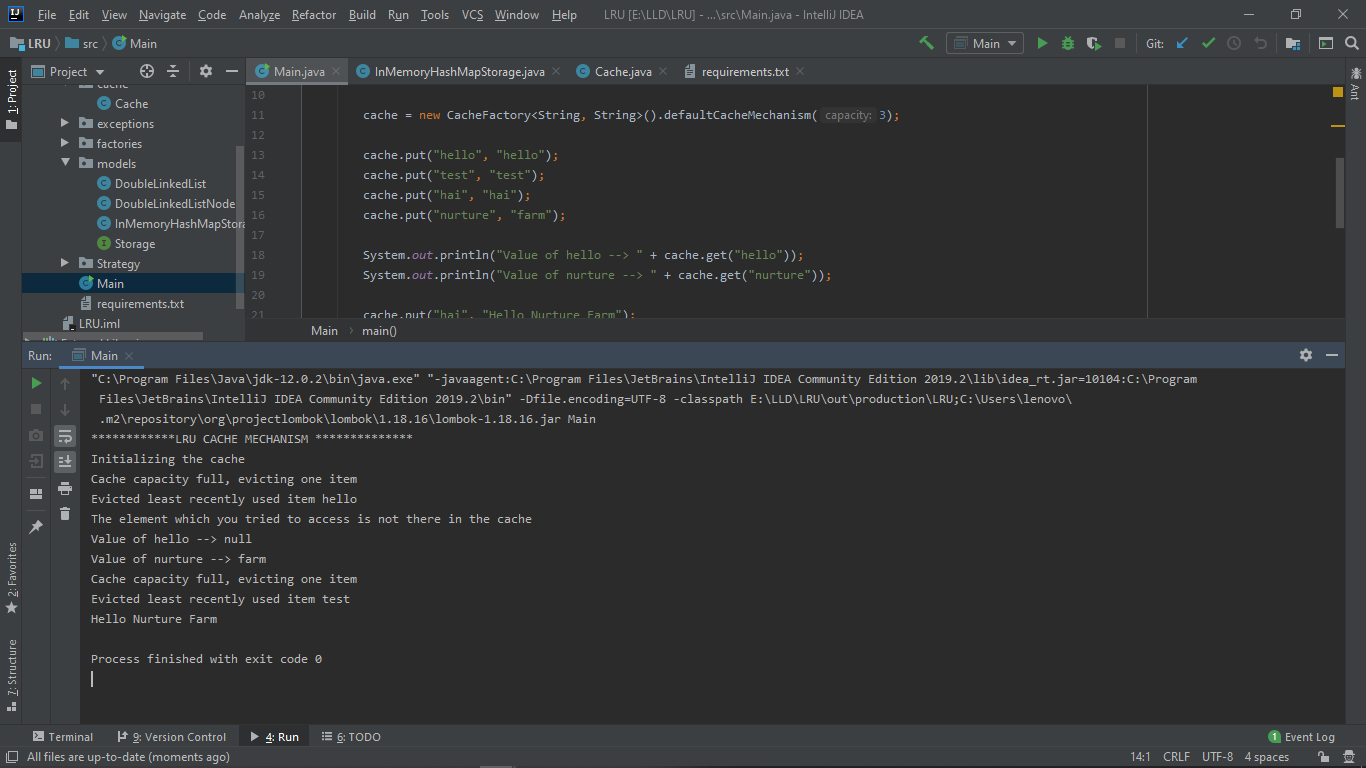 File Edit View Navigate Code Analyze Refactor Build Run Tools VCS Window Help LRU [E:\LLD\LRU] - ...\src\Main.java - IntelliJ IDEA
LRU src Main Main Git:
1: Project
Project
Main.java InMemoryHashMapStorage.java Cache.java requirements.txt
Ant
cache
Cache
exceptions
factories
models
DoubleLinkedList
DoubleLinkedListNode
InMemoryHashMapStora
Storage
Strategy
Main
requirements.txt
LRU.iml
10
11 cache = new CacheFactory<String, String>().defaultCacheMechanism( capacity: 3);
12
13 cache.put("hello", "hello");
14 cache.put("test", "test");
15 cache.put("hai", "hai");
16 cache.put("nurture", "farm");
17
18 System.out.println("Value of hello --> " + cache.get("hello"));
19 System.out.println("Value of nurture --> " + cache.get("nurture"));
20
21 cache.put("hai", "Hello Nurture Farm");
Main main()
Run: Main
"C:\Program Files\Java\jdk-12.0.2\bin\java.exe" "-javaagent:C:\Program Files\JetBrains\IntelliJ IDEA Community Edition 2019.2\lib\idea_rt.jar=10104:C:\Program
Files\JetBrains\IntelliJ IDEA Community Edition 2019.2\bin" -Dfile.encoding=UTF-8 -classpath E:\LLD\LRU\out\production\LRU;C:\Users\lenovo\
.m2\repository\org\projectlombok\lombok\1.18.16\lombok-1.18.16.jar Main
************LRU CACHE MECHANISM **************
Initializing the cache
Cache capacity full, evicting one item
Evicted least recently used item hello
The element which you tried to access is not there in the cache
Value of hello --> null
Value of nurture --> farm
Cache capacity full, evicting one item
Evicted least recently used item test
Hello Nurture Farm
Process finished with exit code 0
2: Favorites
7: Structure
Terminal 9: Version Control 4: Run 6: TODO 1 Event Log
All files are up-to-date (moments ago) 14:1 CRLF UTF-8 4 spaces